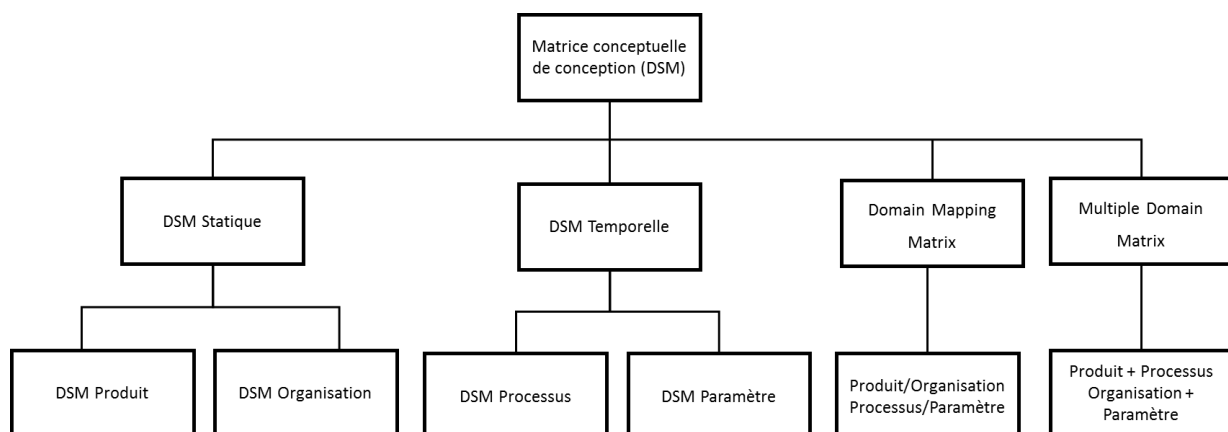 Matrice conceptuelle
de conception (DSM)
DSM Statique
DSM Temporelle
Domain Mapping
Matrix
Multiple Domain
Matrix
DSM Produit
DSM Organisation
DSM Processus
DSM Paramètre
Produit/Organisation
Processus/Paramètre
Produit + Processus
Organisation +
Paramètre